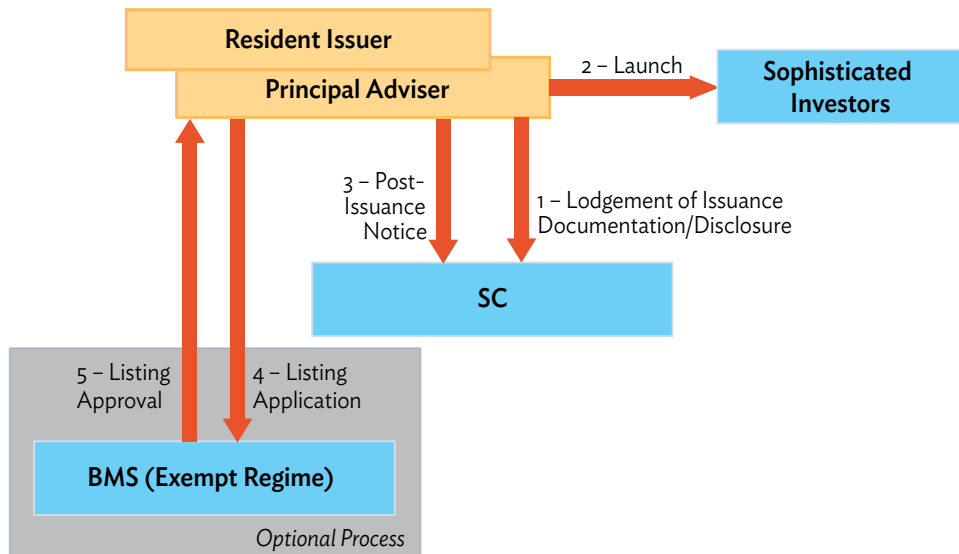 Resident Issuer
Principal Adviser
2 – Launch
Sophisticated
Investors
3 – Post-
Issuance
Notice
1 – Lodgement of Issuance
Documentation/Disclosure
SC
5 – Listing
Approval
4 – Listing
Application
BMS (Exempt Regime)
Optional Process